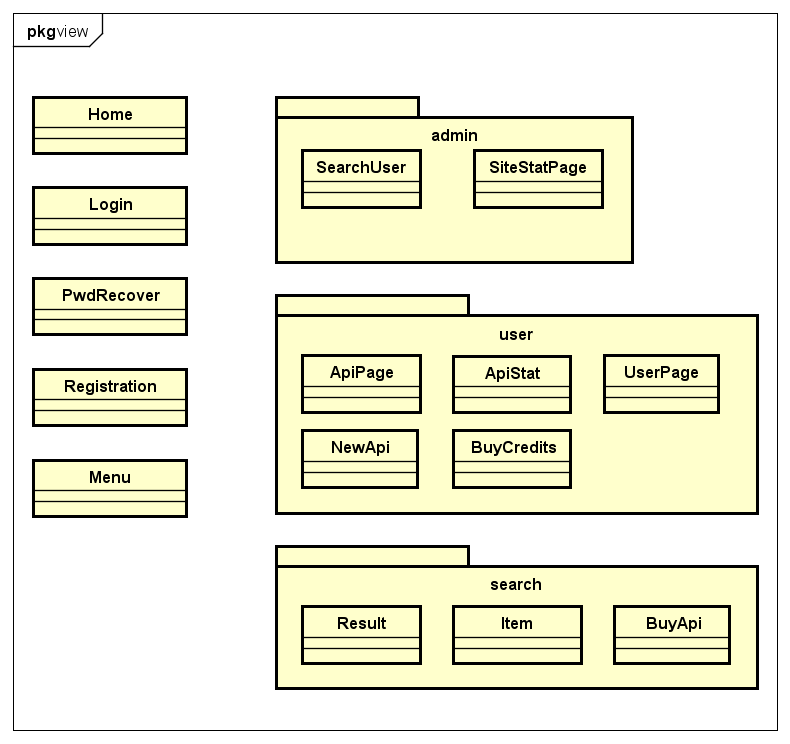 pkgview
Home
Login
PwdRecover
Registration
Menu
admin
SearchUser
SiteStatPage
user
ApiPage
ApiStat
UserPage
NewApi
BuyCredits
search
Result
Item
BuyApi